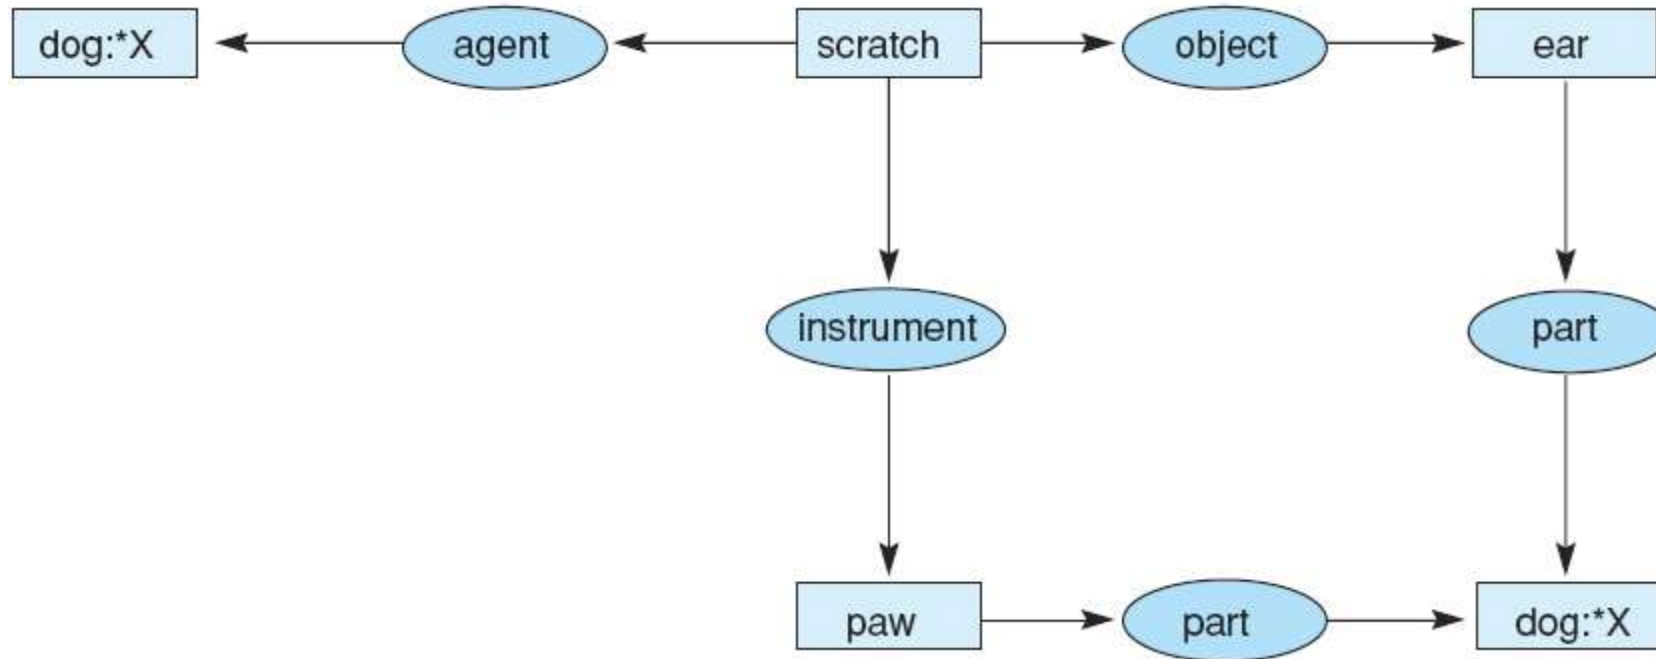 dog:*X
agent
scratch
object
ear
instrument
part
paw
part
dog:*X